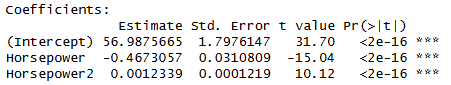 Coefficients:
Estimate Std. Error t value Pr(>|t|)
(Intercept) 56.9875665 1.7976147 31.70 <2e-16 ***
Horsepower -0.4673057 0.0310809 -15.04 <2e-16 ***
Horsepower2 0.0012339 0.0001219 10.12 <2e-16 ***